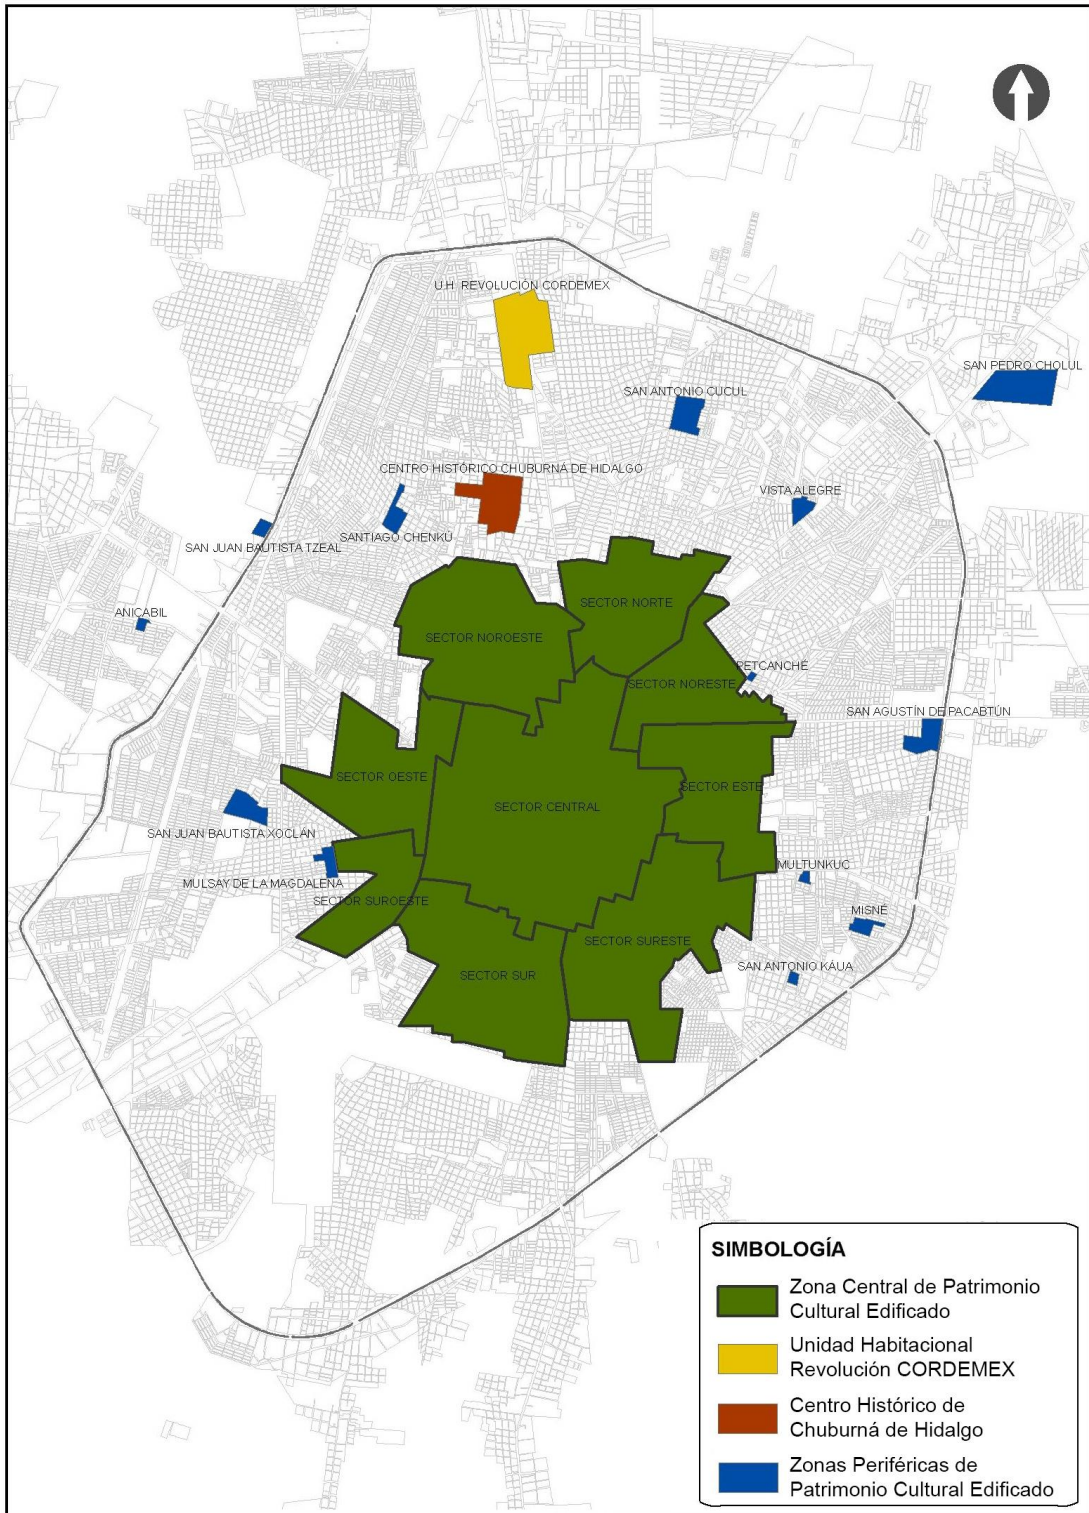 U.H. REVOLUCIÓN CORDEMEX
SAN PEDRO CHOLUL
SAN ANTONIO CUCUL
CENTRO HISTÓRICO CHUBURNÁ DE HIDALGO
VISTA ALEGRE
SANTIAGO CHENKÚ
SAN JUAN BAUTISTA TZEAL
ANICABIL
SECTOR NORTE
SECTOR NOROESTE
PETCANCHÉ
SECTOR NORESTE
SAN AGUSTÍN DE PACABTÚN
SECTOR OESTE
SECTOR ESTE
SECTOR CENTRAL
SAN JUAN BAUTISTA XOCLÁN
MULTUNKUC
MULSAY DE LA MAGDALENA
SECTOR SUROESTE
MISNÉ
SECTOR SURESTE
SAN ANTONIO KÁUA
SECTOR SUR
SIMBOLOGÍA
Zona Central de Patrimonio
Cultural Edificado
Unidad Habitacional
Revolución CORDEMEX
Centro Histórico de
Chuburná de Hidalgo
Zonas Periféricas de
Patrimonio Cultural Edificado